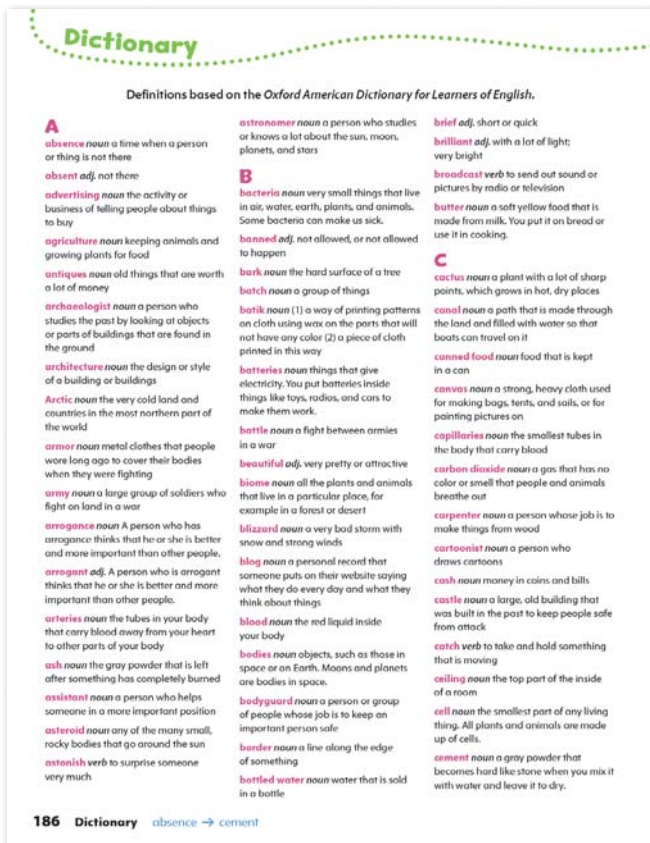 Dictionary
Definitions based on the Oxford American Dictionary for Learners of English.
A
absence noun a time when a person
or thing is not there
absent adj. not there
advertising noun the activity or
business of telling people about things
to buy
agriculture noun keeping animals and
growing plants for food
antiques noun old things that are worth
a lot of money
archaeologist noun a person who
studies the past by looking at objects
or parts of buildings that are found in
the ground
architecture noun the design or style
of a building or buildings
Arctic noun the very cold land and
countries in the most northern part of
the world
armor noun metal clothes that people
wore long ago to cover their bodies
when they were fighting
army noun a large group of soldiers who
fight on land in a war
arrogance noun A person who has
arrogance thinks that he or she is better
and more important than other people.
arrogant adj. A person who is arrogant
thinks that he or she is better and more
important than other people.
arteries noun the tubes in your body
that carry blood away from your heart
to other parts of your body
ash noun the gray powder that is left
after something has completely burned
assistant noun a person who helps
someone in a more important position
asteroid noun any of the many small,
rocky bodies that go around the sun
astonish verb to surprise someone
very much
astronomer noun a person who studies
or knows a lot about the sun, moon,
planets, and stars
B
bacteria noun very small things that live
in air, water, earth, plants, and animals.
Some bacteria can make us sick.
banned adj. not allowed, or not allowed
to happen
bark noun the hard surface of a tree
batch noun a group of things
batik noun (1) a way of printing patterns
on cloth using wax on the parts that will
not have any color (2) a piece of cloth
printed in this way
batteries noun things that give
electricity. You put batteries inside
things like toys, radios, and cars to
make them work.
battle noun a fight between armies
in a war
beautiful adj. very pretty or attractive
biome noun all the plants and animals
that live in a particular place, for
example in a forest or desert
blizzard noun a very bad storm with
snow and strong winds
blog noun a personal record that
someone puts on their website saying
what they do every day and what they
think about things
blood noun the red liquid inside
your body
bodies noun objects, such as those in
space or on Earth. Moons and planets
are bodies in space.
bodyguard noun a person or group
of people whose job is to keep an
important person safe
border noun a line along the edge
of something
bottled water noun water that is sold
in a bottle
brief adj. short or quick
brilliant adj. with a lot of light;
very bright
broadcast verb to send out sound or
pictures by radio or television
butter noun a soft yellow food that is
made from milk. You put it on bread or
use it in cooking.
C
cactus noun a plant with a lot of sharp
points, which grows in hot, dry places
canal noun a path that is made through
the land and filled with water so that
boats can travel on it
canned food noun food that is kept
in a can
canvas noun a strong, heavy cloth used
for making bags, tents, and sails, or for
painting pictures on
capillaries noun the smallest tubes in
the body that carry blood
carbon dioxide noun a gas that has no
color or smell that people and animals
breathe out
carpenter noun a person whose job is to
make things from wood
cartoonist noun a person who
draws cartoons
cash noun money in coins and bills
castle noun a large, old building that
was built in the past to keep people safe
from attack
catch verb to take and hold something
that is moving
ceiling noun the top part of the inside
of a room
cell noun the smallest part of any living
thing. All plants and animals are made
up of cells.
cement noun a gray powder that
becomes hard like stone when you mix it
with water and leave it to dry.
186 Dictionary absence → cement